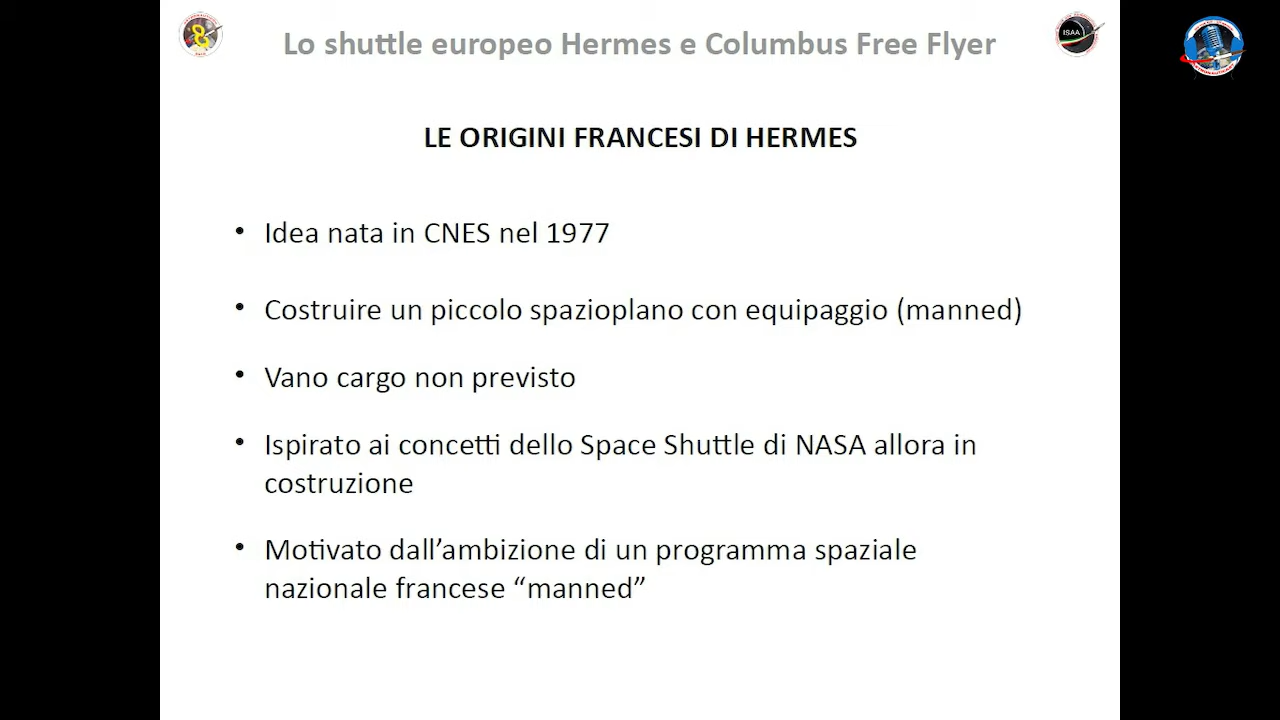 Lo shuttle europeo Hermes e Columbus Free Flyer
ISAA
LE ORIGINI FRANCESI DI HERMES
• Idea nata in CNES nel 1977
• Costruire un piccolo spazioplano con equipaggio (manned)
• Vano cargo non previsto
• Ispirato ai concetti dello Space Shuttle di NASA allora in
costruzione
• Motivato dall’ambizione di un programma spaziale
nazionale francese “manned”